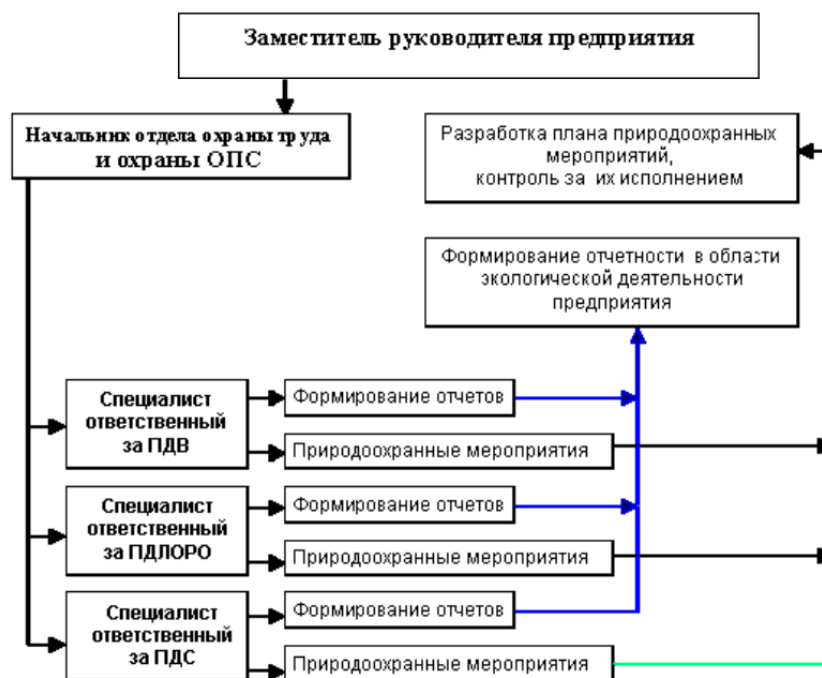 Заместитель руководителя предприятия
Начальник отдела охраны труда
и охраны ОПС
Разработка плана природоохранных
мероприятий,
контроль за их исполнением
Формирование отчетности в области
экологической деятельности
предприятия
Специалист
ответственный
за ПДВ
Формирование отчетов
Природоохранные мероприятия
Специалист
ответственный
за ПДЛОРО
Формирование отчетов
Природоохранные мероприятия
Специалист
ответственный
за ПДС
Формирование отчетов
Природоохранные мероприятия